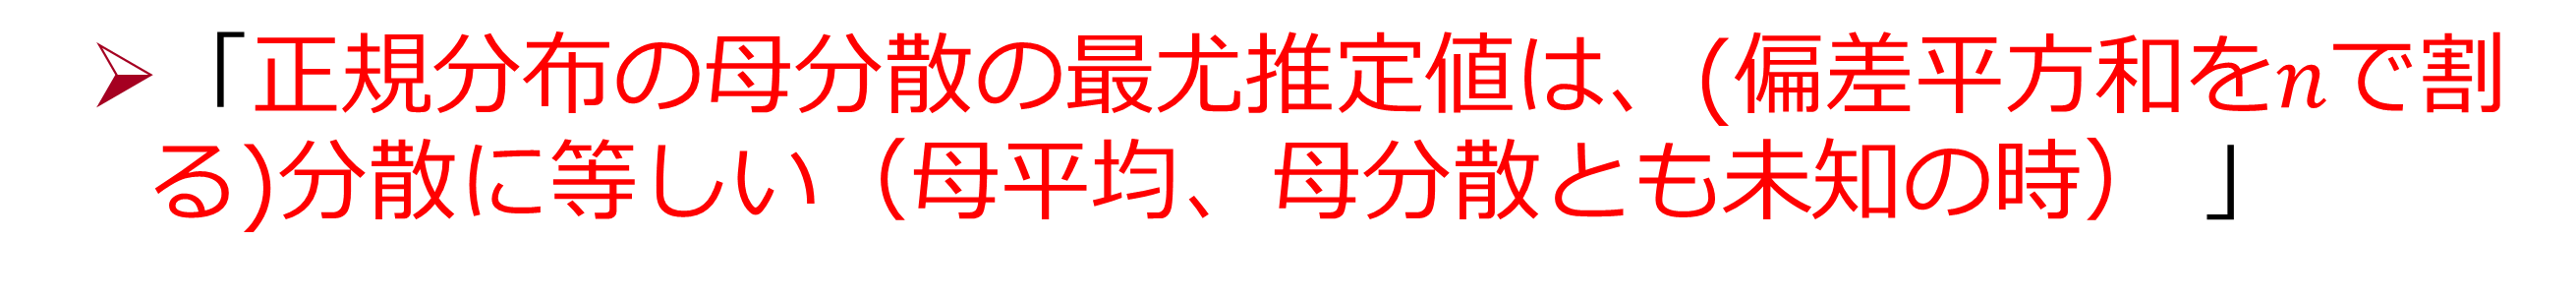 「正規分布の母分散の最尤推定値は、(偏差平方和をnで割
る)分散に等しい（母平均、母分散とも未知の時）」